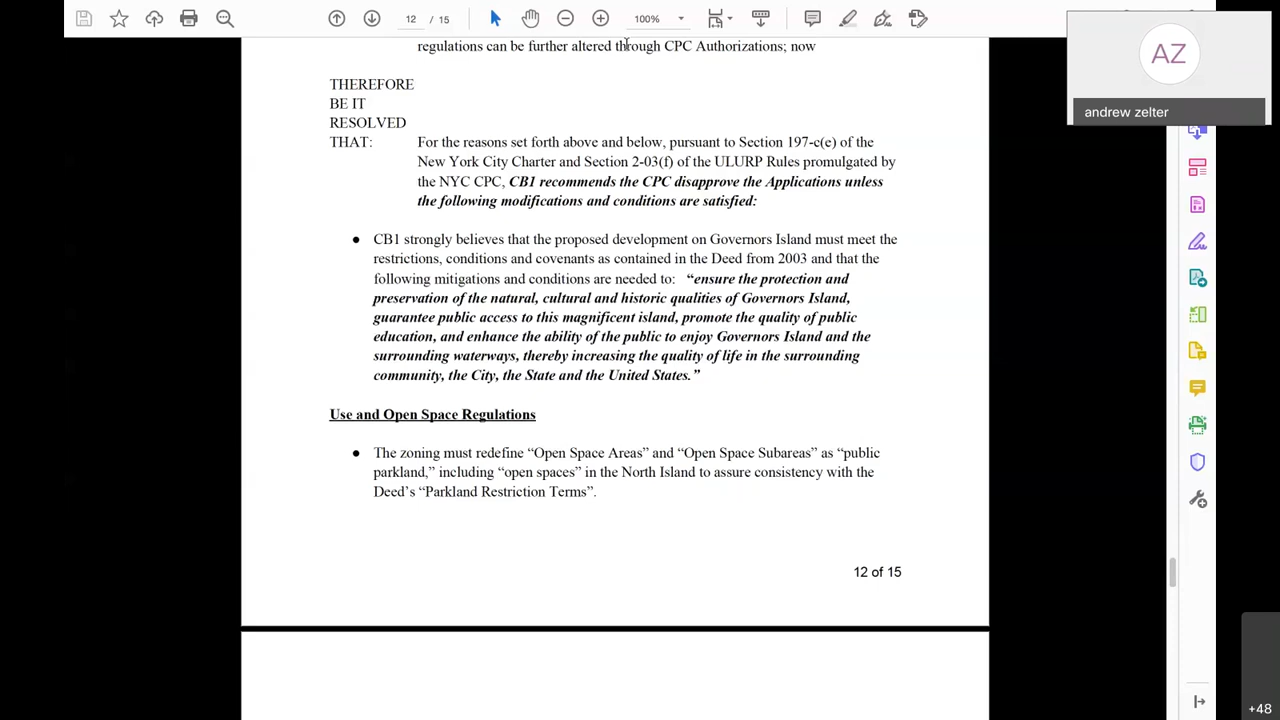 12 / 15
100%
AZ
andrew zelter
regulations can be further altered through CPC Authorizations; now
THEREFORE
BE IT
RESOLVED
THAT: For the reasons set forth above and below, pursuant to Section 197-c(e) of the
New York City Charter and Section 2-03(f) of the ULURP Rules promulgated by
the NYC CPC, CB1 recommends the CPC disapprove the Applications unless
the following modifications and conditions are satisfied:
● CB1 strongly believes that the proposed development on Governors Island must meet the
restrictions, conditions and covenants as contained in the Deed from 2003 and that the
following mitigations and conditions are needed to: “ensure the protection and
preservation of the natural, cultural and historic qualities of Governors Island,
guarantee public access to this magnificent island, promote the quality of public
education, and enhance the ability of the public to enjoy Governors Island and the
surrounding waterways, thereby increasing the quality of life in the surrounding
community, the City, the State and the United States.”
Use and Open Space Regulations
● The zoning must redefine “Open Space Areas” and “Open Space Subareas” as “public
parkland,” including “open spaces” in the North Island to assure consistency with the
Deed’s “Parkland Restriction Terms”.
12 of 15
+48